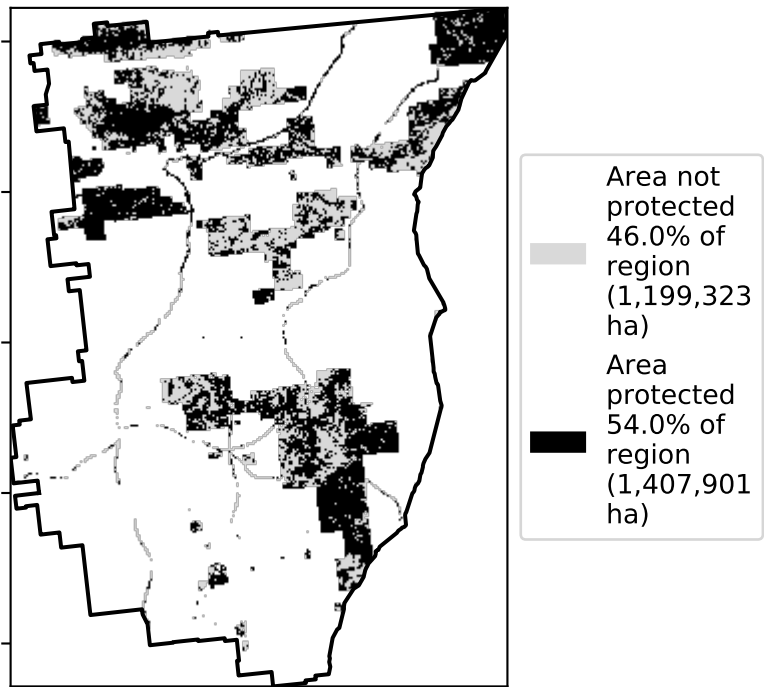 Area not
protected
46.0% of
region
(1,199,323
ha)
Area
protected
54.0% of
region
(1,407,901
ha)